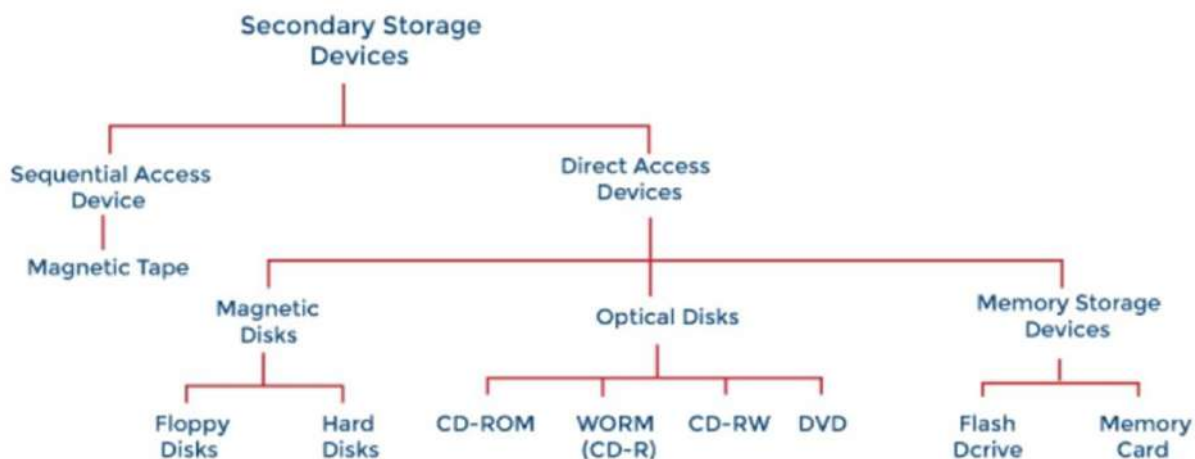 Secondary Storage
Devices
Sequential Access
Device
Direct Access
Devices
Magnetic Tape
Magnetic
Disks
Optical Disks
Memory Storage
Devices
Floppy
Disks
Hard
Disks
CD-ROM
WORM
(CD-R)
CD-RW
DVD
Flash
Dcrive
Memory
Card